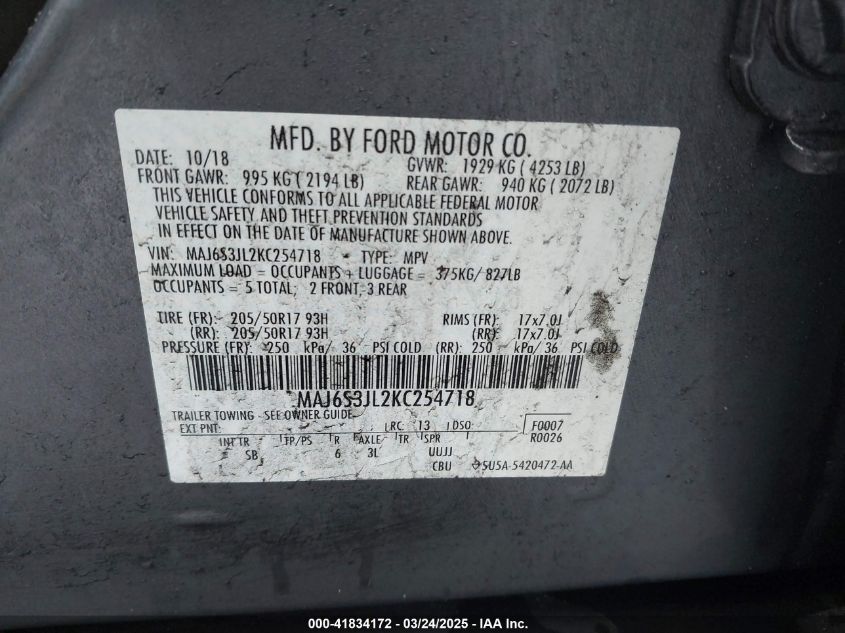 MFD. BY FORD MOTOR CO.
DATE: 10/18 GVWR: 1929 KG ( 4253 LB)
FRONT GAWR: 995 KG ( 2194 LB) REAR GAWR: 940 KG ( 2072 LB)
THIS VEHICLE CONFORMS TO ALL APPLICABLE FEDERAL MOTOR
VEHICLE SAFETY AND THEFT PREVENTION STANDARDS
IN EFFECT ON THE DATE OF MANUFACTURE SHOWN ABOVE.
VIN: MAJ6S3JL2KC254718 TYPE: MPV
MAXIMUM LOAD = OCCUPANTS + LUGGAGE = 375KG/ 827LB
OCCUPANTS = 5 TOTAL; 2 FRONT, 3 REAR
TIRE (FR): 205/50R17 93H RIMS (FR): 17x7.0J
(RR): 205/50R17 93H (RR): 17x7.0J
PRESSURE (FR): 250 kPa/ 36 PSI COLD (RR): 250 kPa/ 36 PSI COLD
MAJ6S3JL2KC254718
TRAILER TOWING - SEE OWNER GUIDE
EXT PNT: RC: 13 DSO: F0007
R0026
INT TR TP/PS R AXLE TR SPR
SB 6 3L UUJJ
CBU 5U5A-5420472-AA
000-41834172 - 03/24/2025 - IAA Inc.